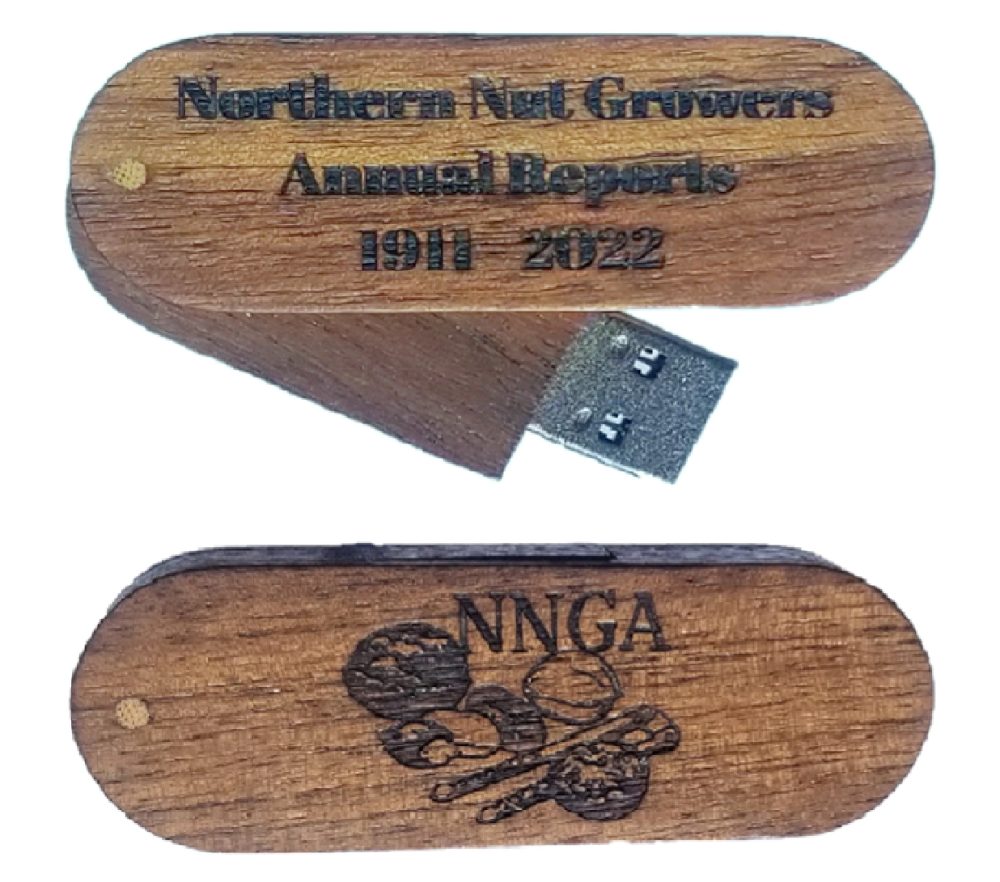 Northern Nut Growers
Annual Reports
1911-2022
NNGA